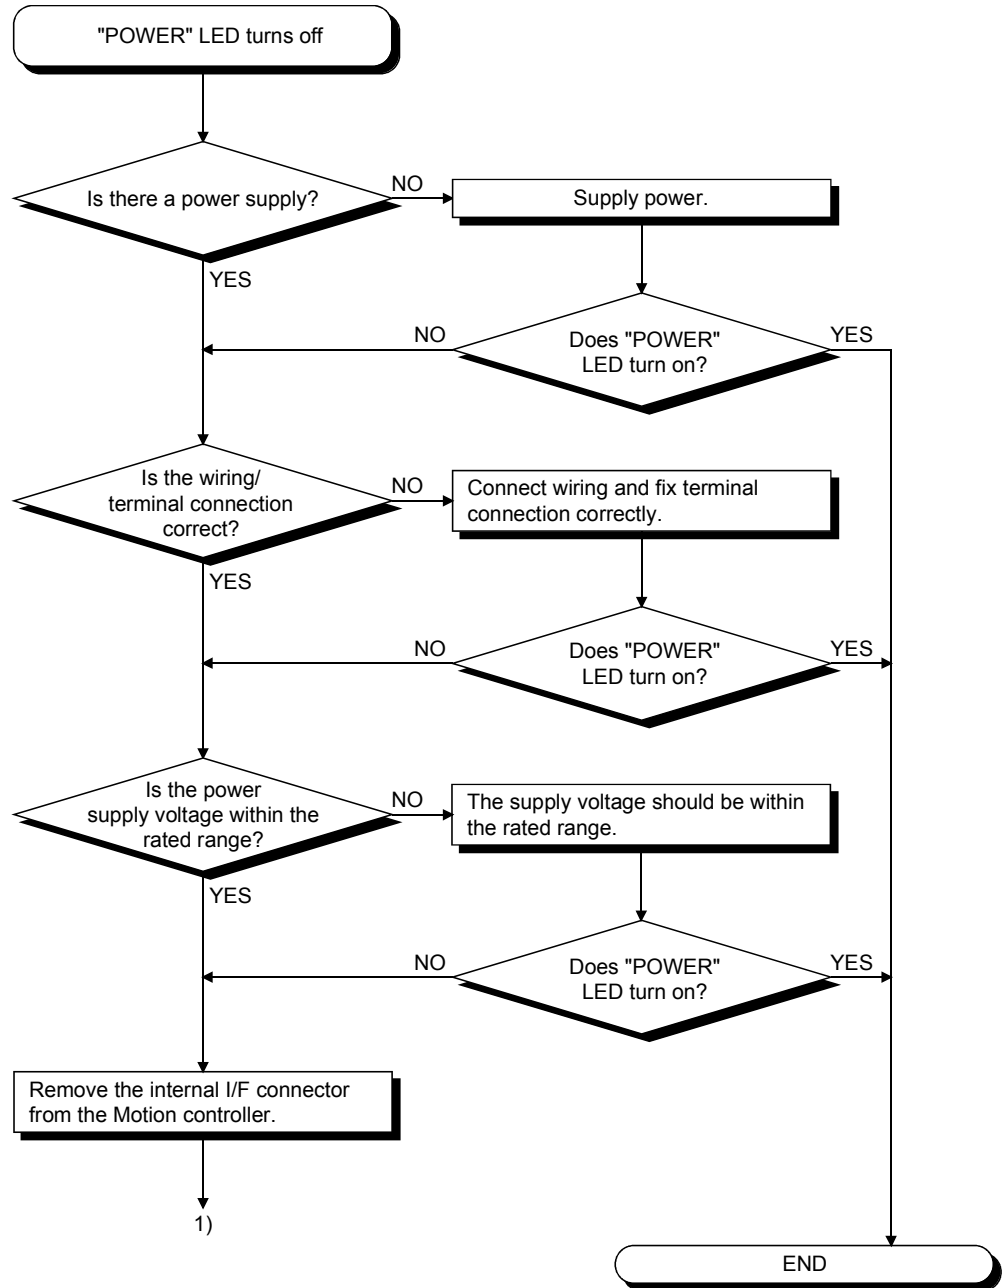 "POWER" LED turns off
Is there a power supply?
NO
Supply power.
YES
Does "POWER"
LED turn on?
NO
YES
Is the wiring/
terminal connection
correct?
NO
Connect wiring and fix terminal
connection correctly.
YES
Does "POWER"
LED turn on?
NO
YES
Is the power
supply voltage within the
rated range?
NO
The supply voltage should be within
the rated range.
YES
Does "POWER"
LED turn on?
NO
YES
Remove the internal I/F connector
from the Motion controller.
1)
END